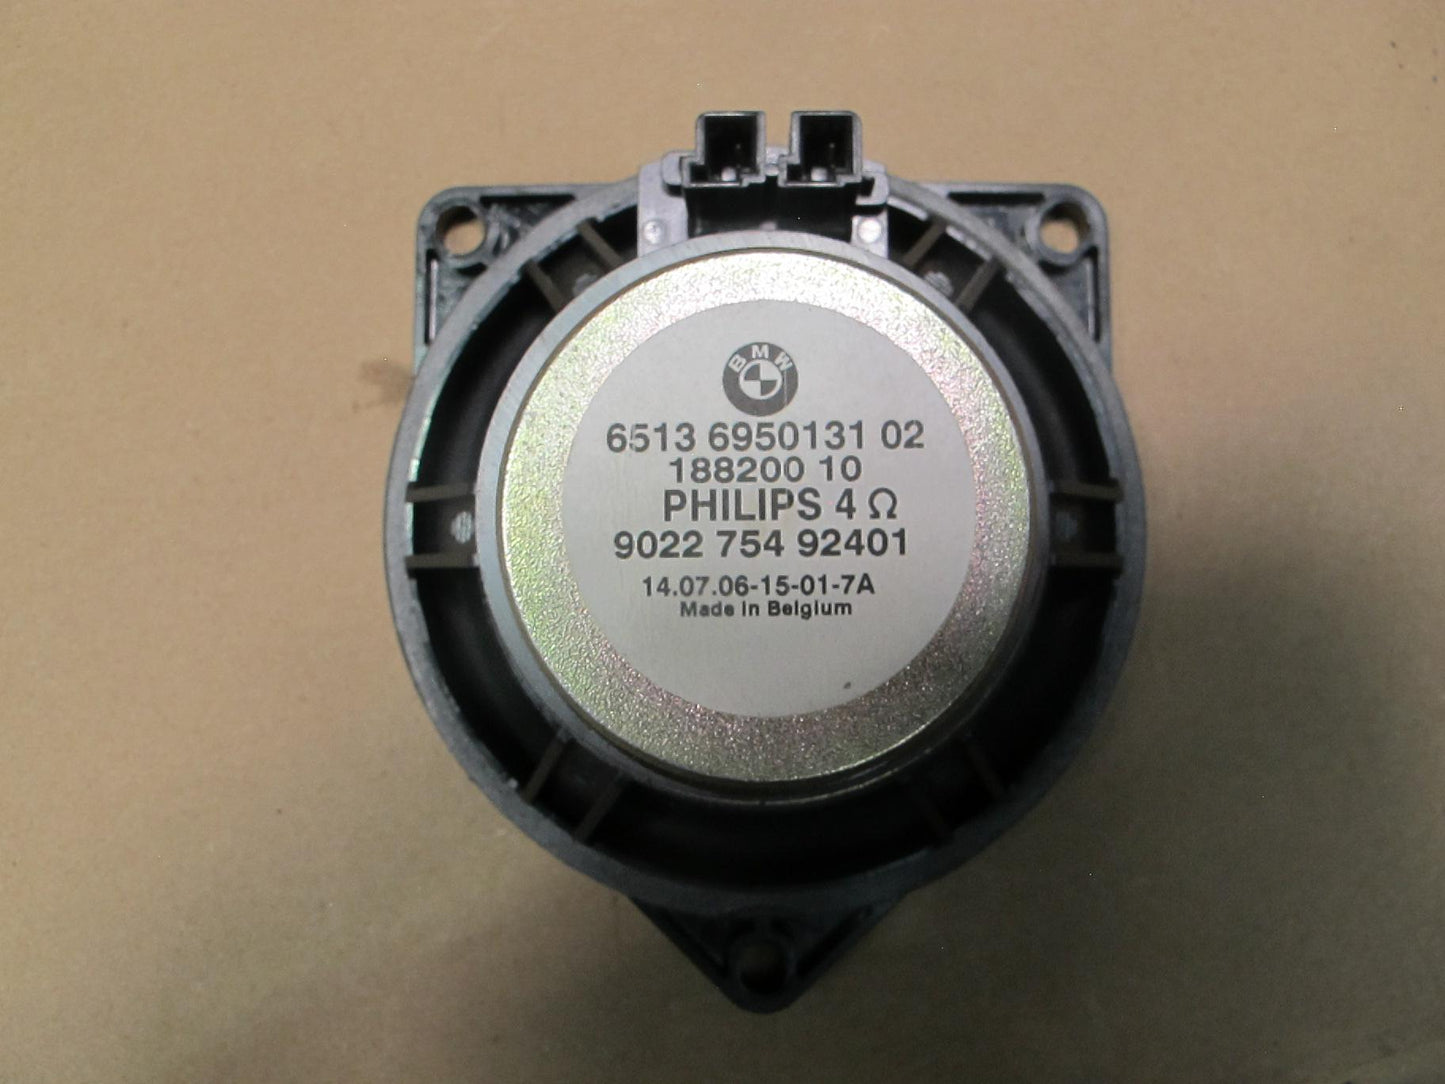 BMW
6513 6950131 02
188200 10
PHILIPS 4 Ω
9022 754 92401
14.07.06-15-01-7A
Made in Belgium